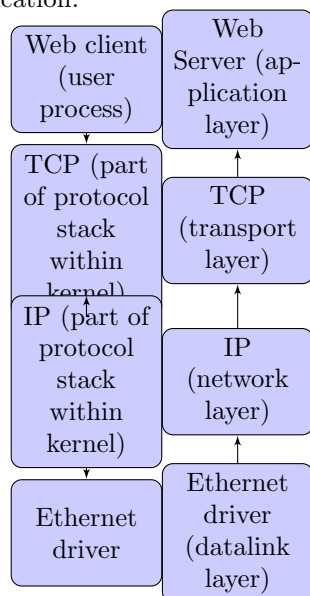 cation.
Web client
(user
process)
TCP (part
of protocol
stack
within
kernel)
IP (part of
protocol
stack
within
kernel)
Ethernet
driver
Web
Server (ap-
plication
layer)
TCP
(transport
layer)
IP
(network
layer)
Ethernet
driver
(datalink
layer)